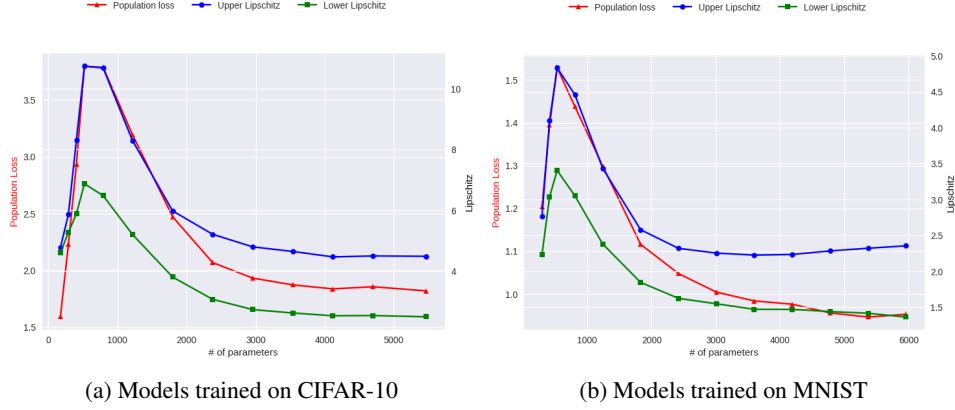 Population loss Upper Lipschitz Lower Lipschitz
3.5
3.0
2.5
2.0
1.5
Population Loss
10
8
6
4
Lipschitz
0 1000 2000 3000 4000 5000
# of parameters
(a) Models trained on CIFAR-10
Population loss Upper Lipschitz Lower Lipschitz
1.5
1.4
1.3
1.2
1.1
1.0
Population Loss
5.0
4.5
4.0
3.5
3.0
2.5
2.0
1.5
Lipschitz
1000 2000 3000 4000 5000 6000
# of parameters
(b) Models trained on MNIST